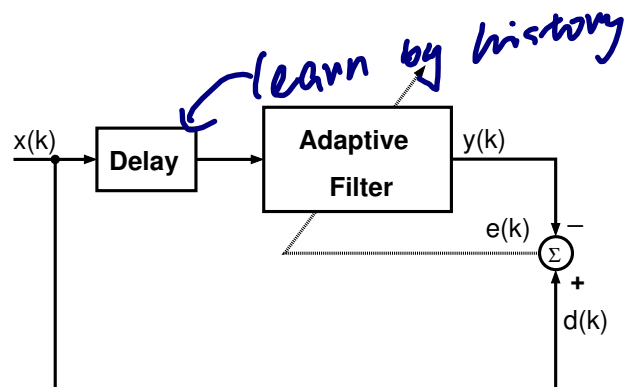 learn by history
x(k)
Delay
Adaptive
Filter
y(k)
e(k)
−
Σ
+
d(k)